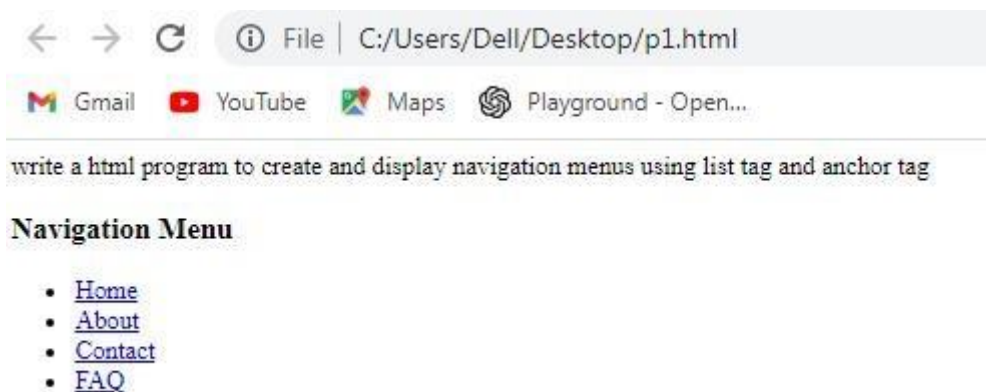 File | C:/Users/Dell/Desktop/p1.html
Gmail YouTube Maps Playground - Open...
write a html program to create and display navigation menus using list tag and anchor tag
Navigation Menu
• Home
• About
• Contact
• FAQ